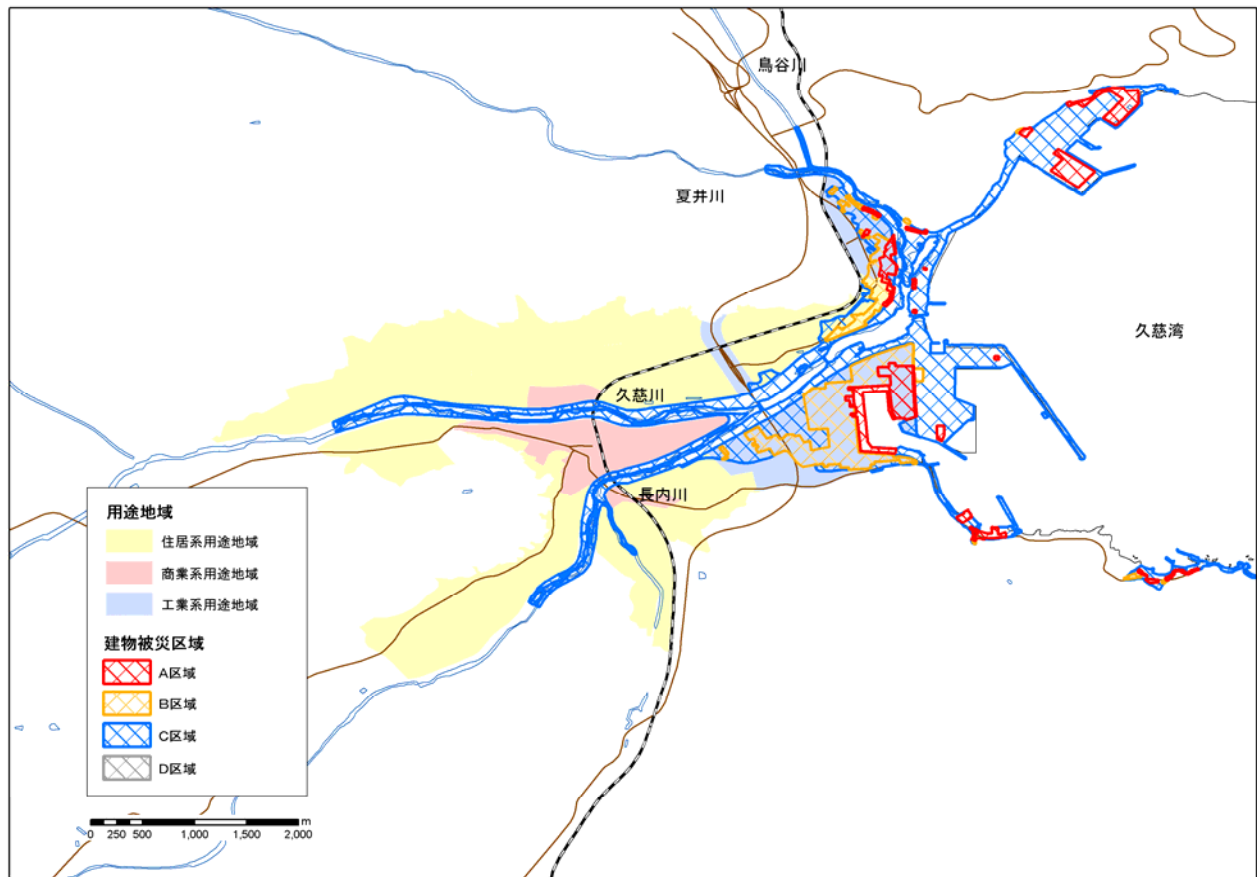 鳥谷川
夏井川
久慈湾
久慈川
長内川
用途地域
住居系用途地域
商業系用途地域
工業系用途地域
建物被災区域
A区域
B区域
C区域
D区域
m
0 250 500 1,000 1,500 2,000